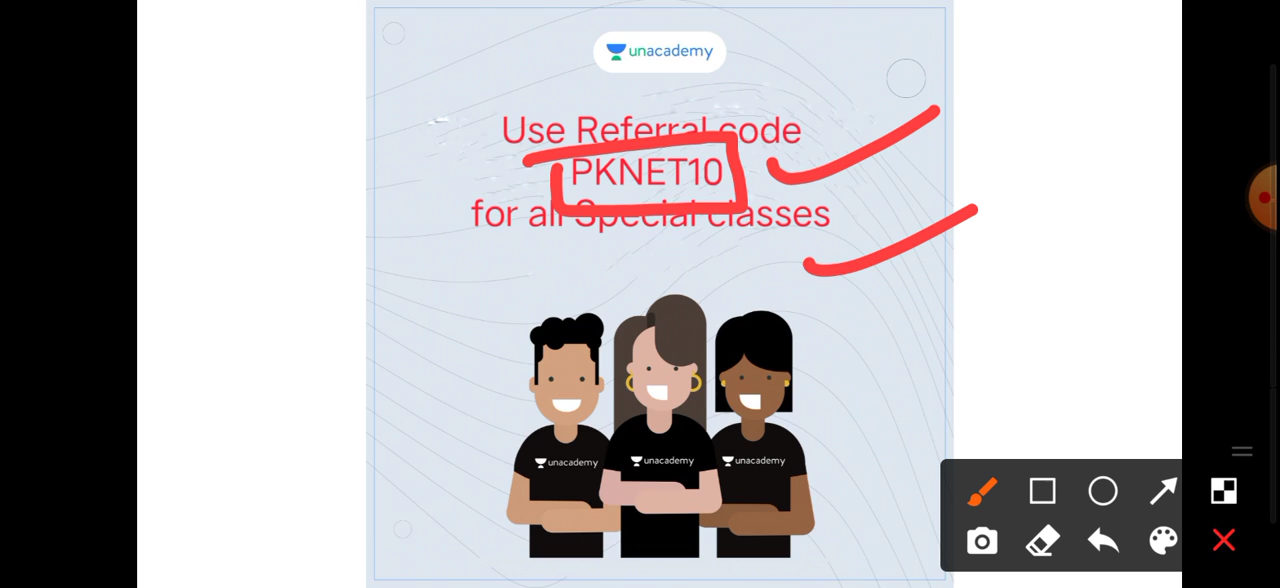 unacademy
Use Referral code
PKNET10
for all Special classes
unacademy
unacademy
unacademy